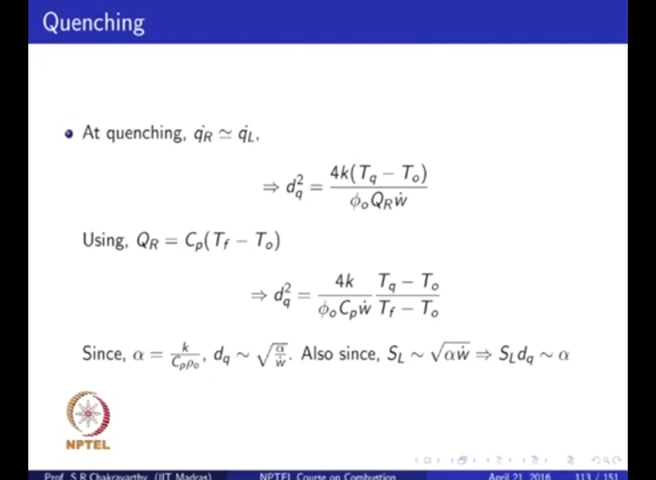 Quenching
• At quenching, q̇_R ≃ q̇_L,
⇒ d_q^2 = 4k(T_q − T_o) / ϕ_o Q_R ẇ
Using, Q_R = C_p(T_f − T_o)
⇒ d_q^2 = 4k / ϕ_o C_p ẇ T_q − T_o / T_f − T_o
Since, α = k / C_p ρ_o, d_q ∼ √(α / ẇ). Also since, S_L ∼ √(αẇ) ⇒ S_L d_q ∼ α
NPTEL
Prof. S.R.Chakravarthy (IIT Madras) NPTEL Course on Combustion April 21, 2016 113 / 151